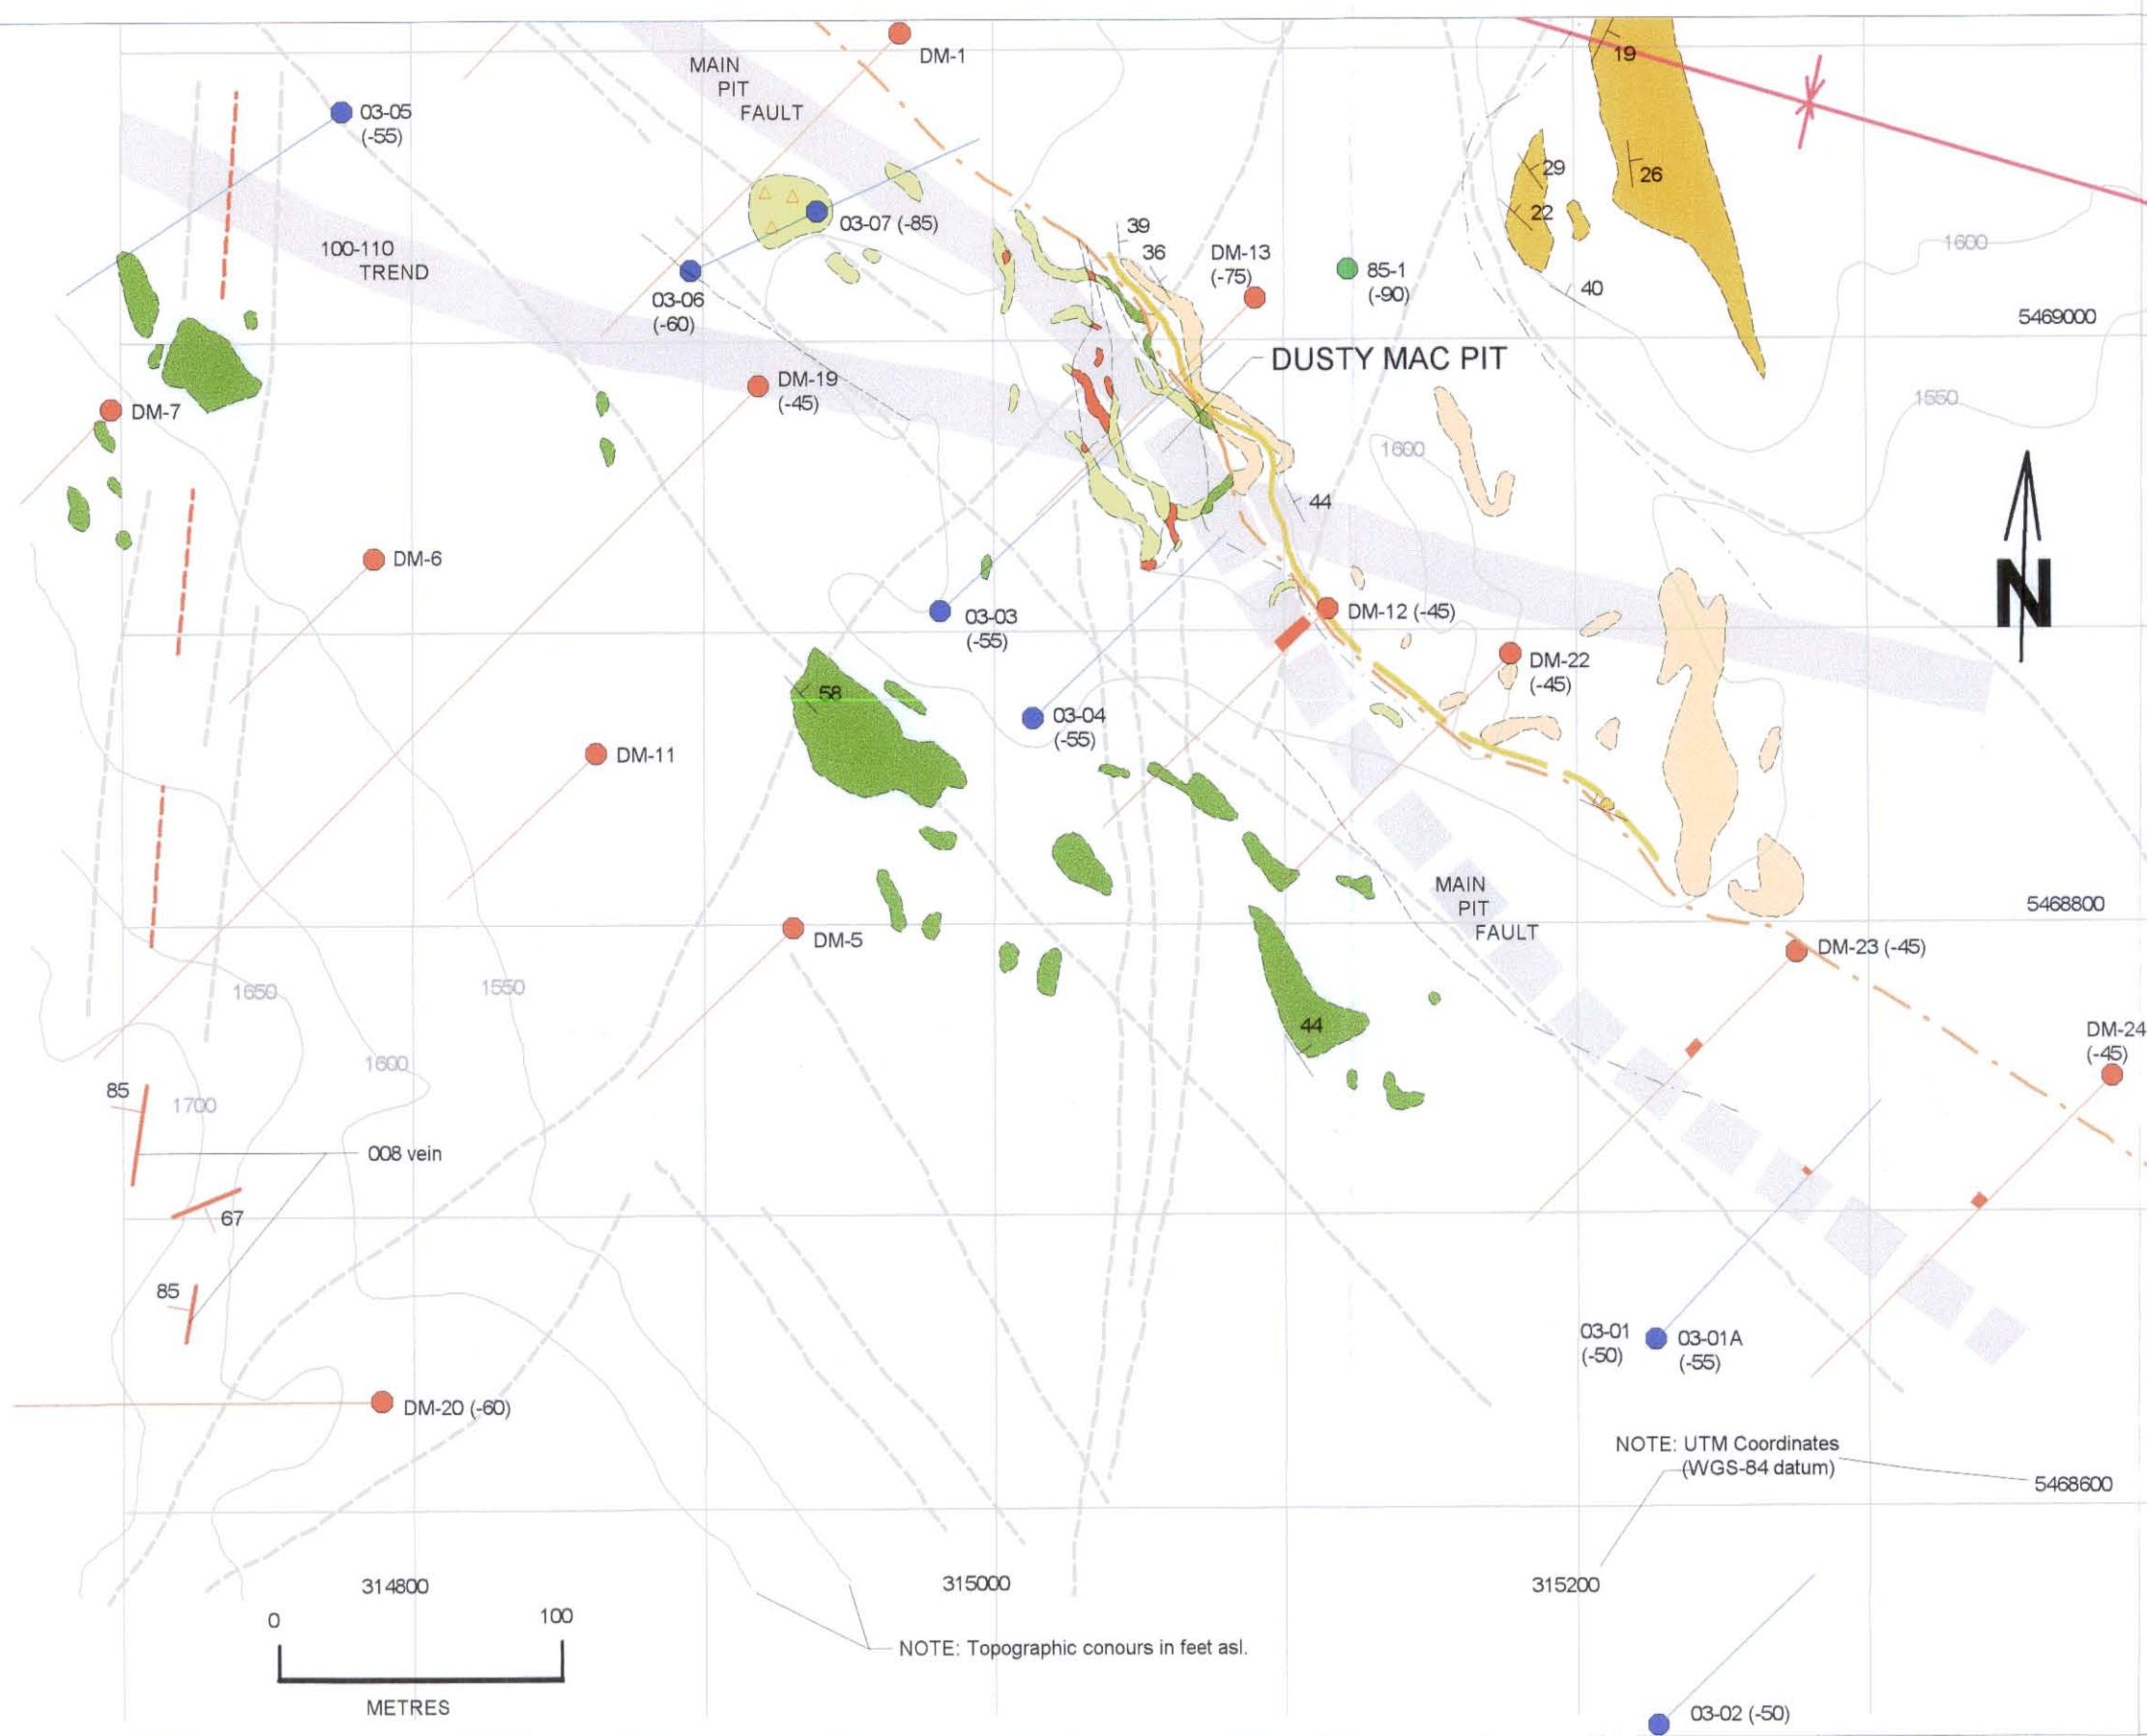 DM-1
MAIN
PIT
FAULT
19
03-05
(-55)
29
26
22
03-07 (-85)
39
36
DM-13
(-75)
85-1
(-90)
100-110
TREND
1600
40
03-06
(-60)
5469000
DUSTY MAC PIT
DM-19
(-45)
DM-7
1550
1600
44
DM-6
03-03
(-55)
DM-12 (-45)
DM-22
(-45)
N
58
03-04
(-55)
DM-11
MAIN
PIT
FAULT
5468800
DM-5
DM-23 (-45)
1650
1550
44
DM-24
(-45)
1600
85
1700
008 vein
67
85
03-01
(-50)
03-01A
(-55)
DM-20 (-60)
NOTE: UTM Coordinates
(WGS-84 datum)
5468600
314800
315000
315200
0
100
METRES
NOTE: Topographic conours in feet asl.
03-02 (-50)